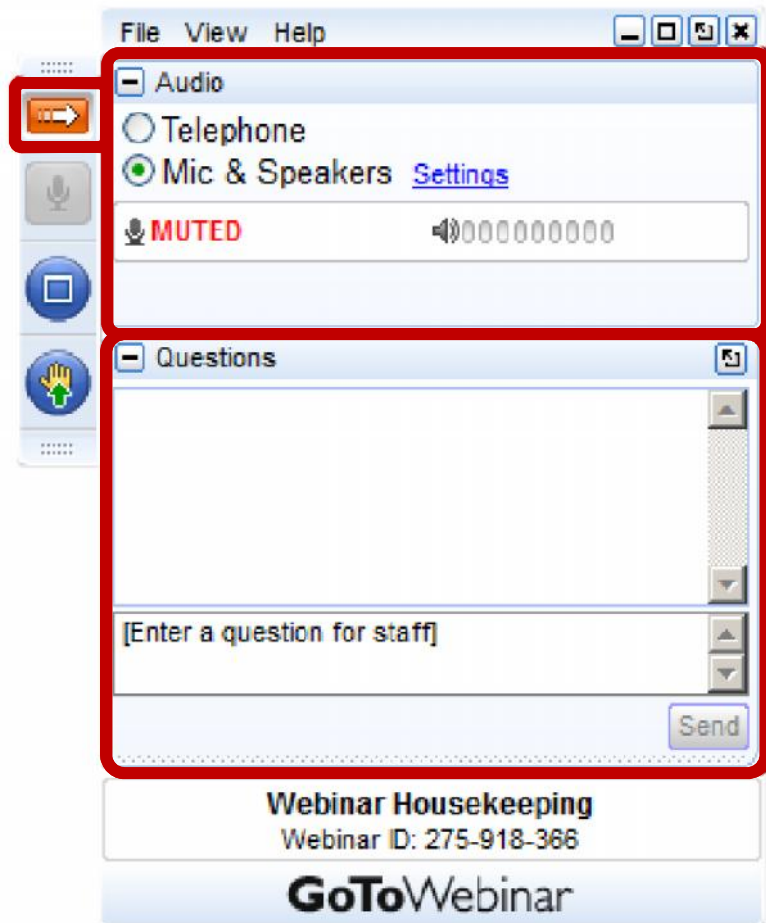 File View Help
Audio
Telephone
Mic & Speakers Settings
MUTED
Questions
[Enter a question for staff]
Send
Webinar Housekeeping
Webinar ID: 275-918-366
GoToWebinar